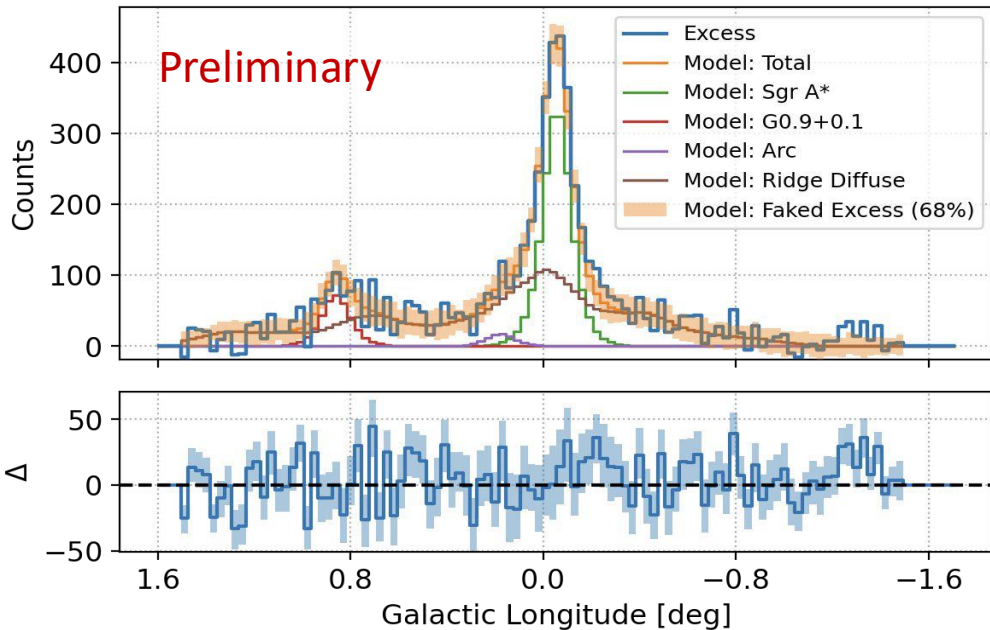 Preliminary
Excess
Model: Total
Model: Sgr A*
Model: G0.9+0.1
Model: Arc
Model: Ridge Diffuse
Model: Faked Excess (68%)
Counts
400
300
200
100
0
Δ
50
0
−50
1.6 0.8 0.0 −0.8 −1.6
Galactic Longitude [deg]